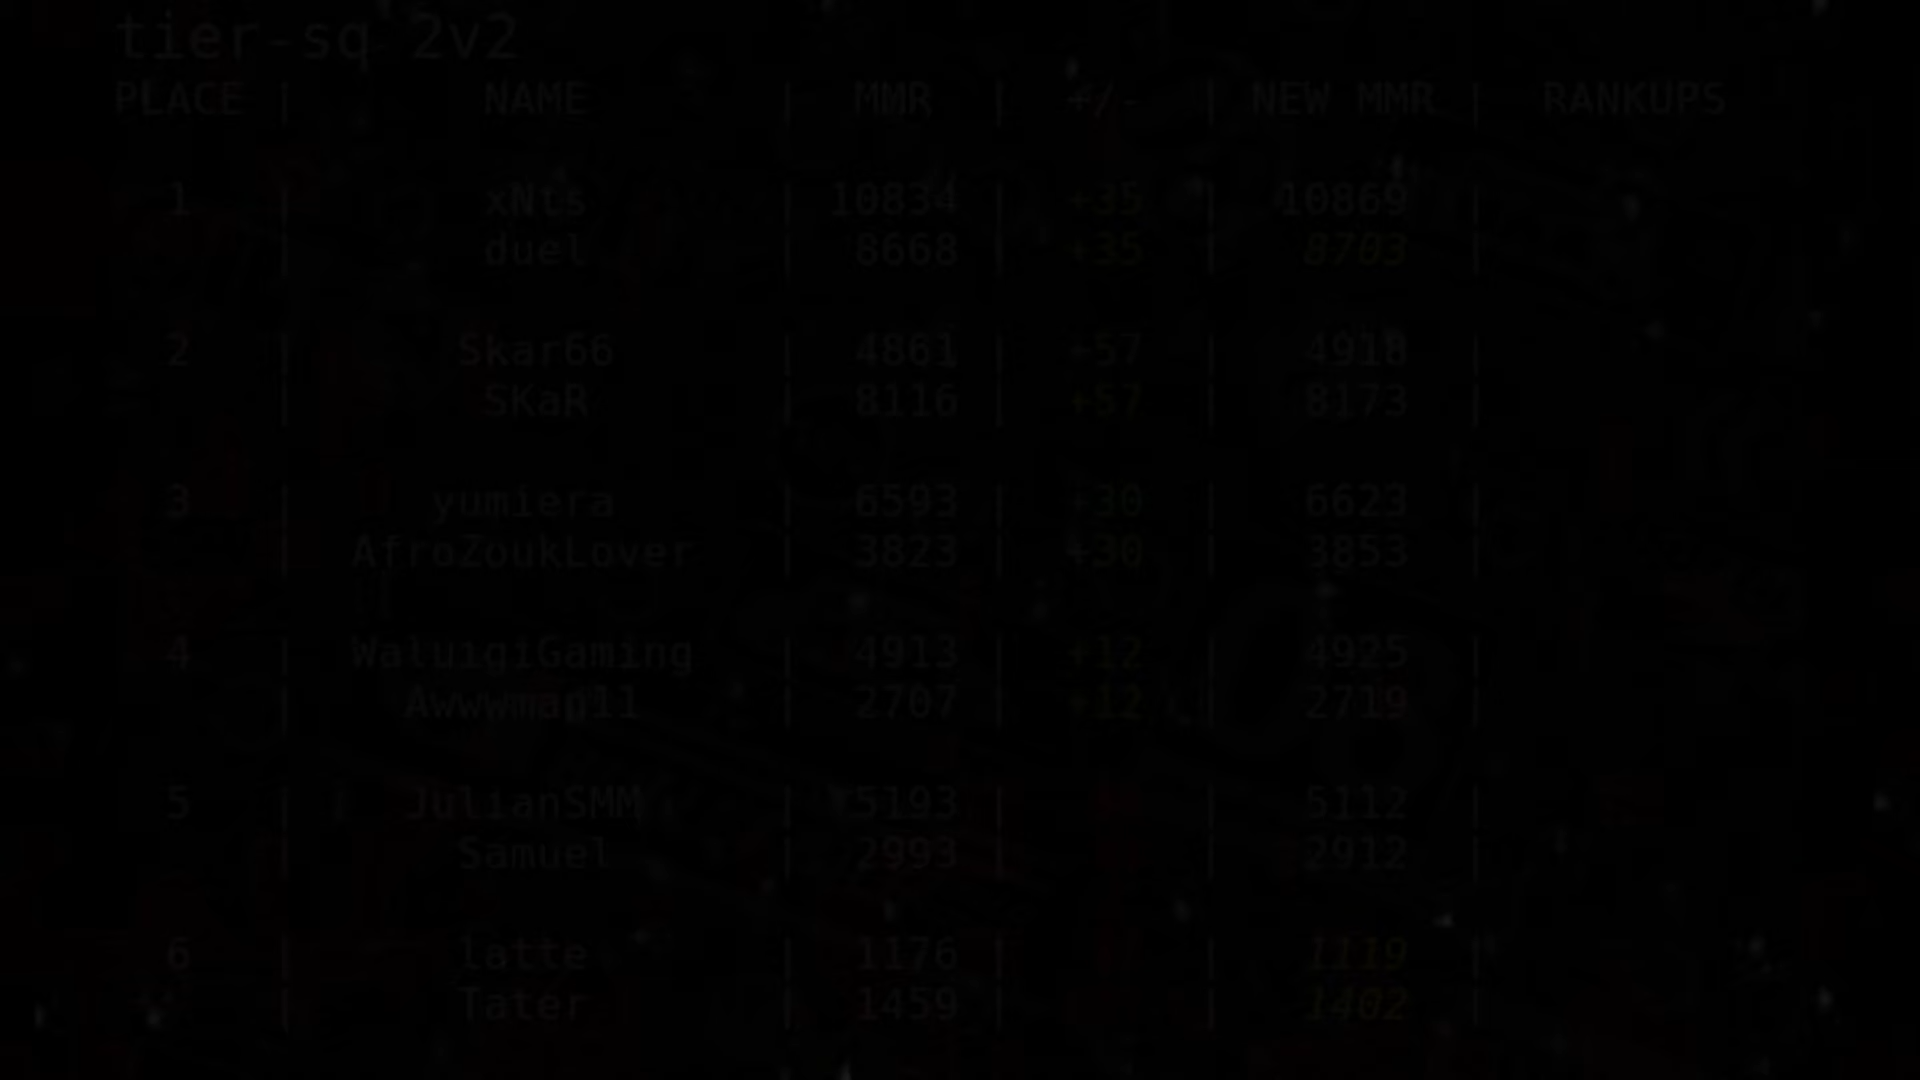 tier-sq 2v2
PLACE | NAME | MMR | +/- | NEW MMR | RANKUPS
1 | xNts | 10834 | +35 | 10869 |
| duel | 8668 | +35 | 8703 |
2 | Skar66 | 4861 | +57 | 4918 |
| SKaR | 8116 | +57 | 8173 |
3 | yumiera | 6593 | +30 | 6623 |
| AfroZoukLover | 3823 | +30 | 3853 |
4 | WaluigiGaming | 4913 | +12 | 4925 |
| Awwwman11 | 2707 | +12 | 2719 |
5 | JulianSMM | 5193 | | 5112 |
| Samuel | 2993 | | 2912 |
6 | latte | 1176 | | 1119 |
| Tater | 1459 | | 1402 |